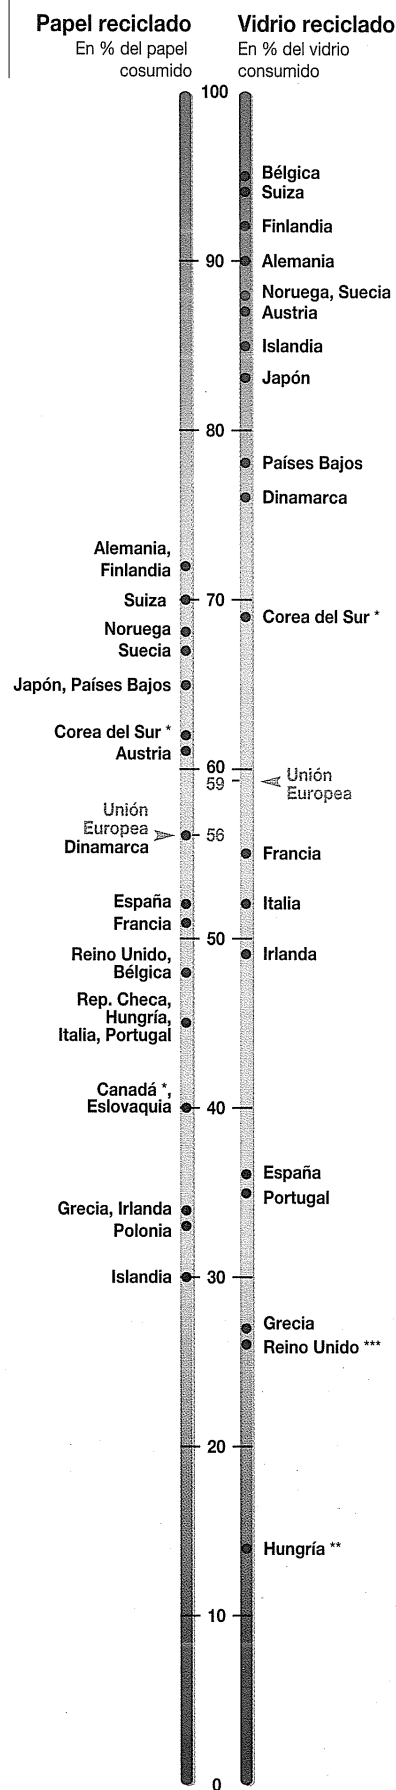 Papel reciclado
En % del papel
cosumido
Vidrio reciclado
En % del vidrio
consumido
100
Bélgica
Suiza
Finlandia
90
Alemania
Noruega, Suecia
Austria
Islandia
Japón
80
Países Bajos
Dinamarca
Alemania,
Finlandia
Suiza
70
Corea del Sur *
Noruega
Suecia
Japón, Países Bajos
Corea del Sur *
Austria
60
59
Unión
Europea
Unión
Europea
56
Dinamarca
Francia
España
Italia
Francia
50
Reino Unido,
Bélgica
Irlanda
Rep. Checa,
Hungría,
Italia, Portugal
Canadá *,
Eslovaquia
40
España
Portugal
Grecia, Irlanda
Polonia
Islandia
30
Grecia
Reino Unido ***
20
Hungría **
10
0